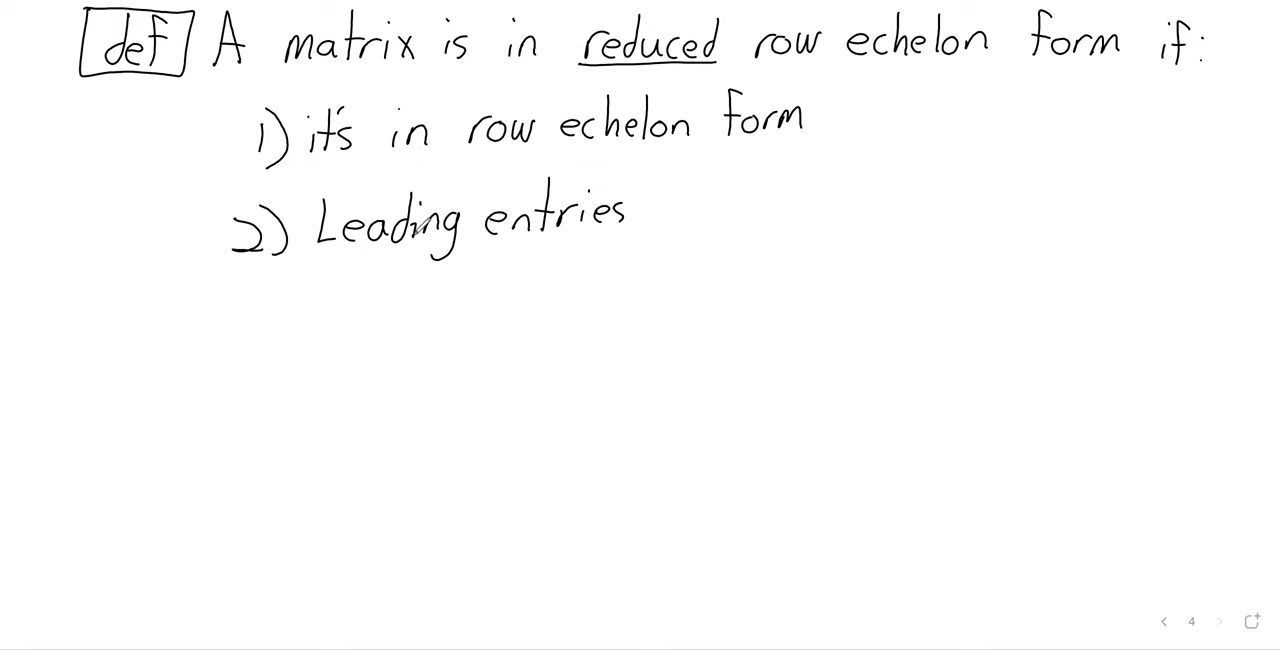 def A matrix is in reduced row echelon form if:
1) it's in row echelon form
2) Leading entries
4